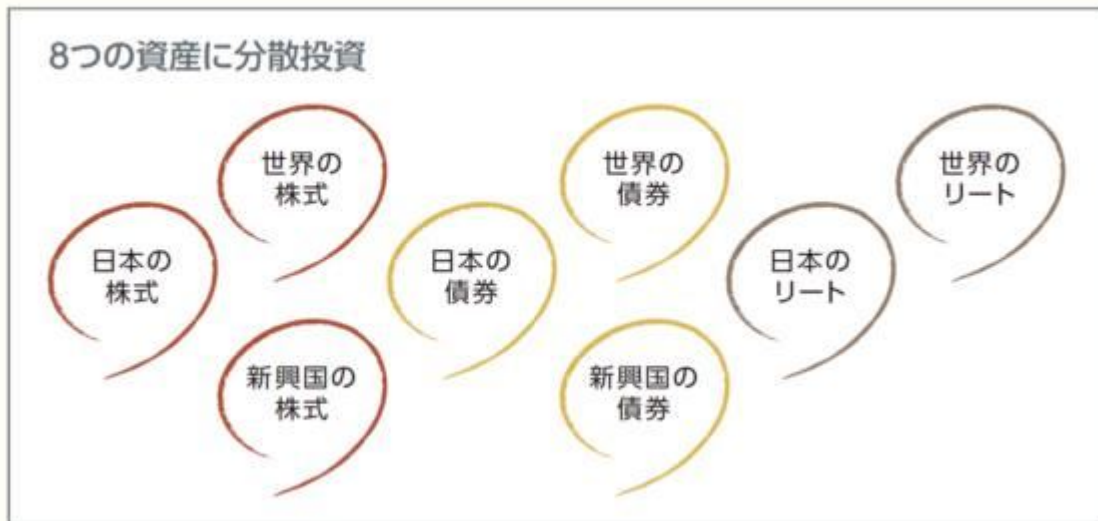 8つの資産に分散投資
世界の
株式
世界の
債券
世界の
リート
日本の
株式
日本の
債券
日本の
リート
新興国の
株式
新興国の
債券